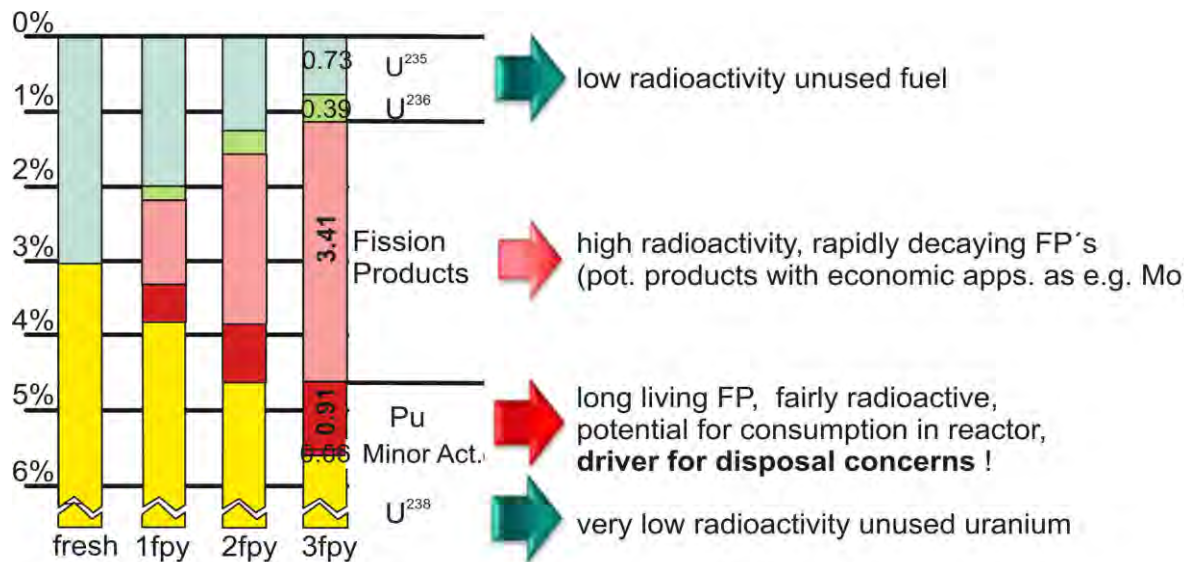 0%
1%
2%
3%
4%
5%
6%
fresh
1fpy
2fpy
3fpy
0.73
U²³⁵
0.39
U²³⁶
3.41
Fission
Products
0.91
Pu
0.06
Minor Act.
U²³⁸
low radioactivity unused fuel
high radioactivity, rapidly decaying FP´s
(pot. products with economic apps. as e.g. Mo
long living FP, fairly radioactive,
potential for consumption in reactor,
driver for disposal concerns !
very low radioactivity unused uranium